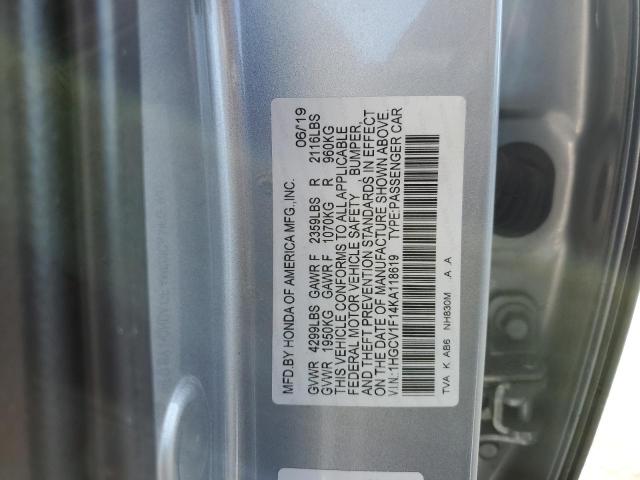 MFD.BY HONDA OF AMERICA MFG.,INC. 06/19
GVWR 4299LBS GAWR F 2359LBS R 2116LBS
GVWR 1950KG GAWR F 1070KG R 960KG
THIS VEHICLE CONFORMS TO ALL APPLICABLE
FEDERAL MOTOR VEHICLE SAFETY , BUMPER,
AND THEFT PREVENTION STANDARDS IN EFFECT
ON THE DATE OF MANUFACTURE SHOWN ABOVE.
V.I.N.:1HGCV1F14KA118619 TYPE:PASSENGER CAR
TVA K AB6 NH830M .A .A